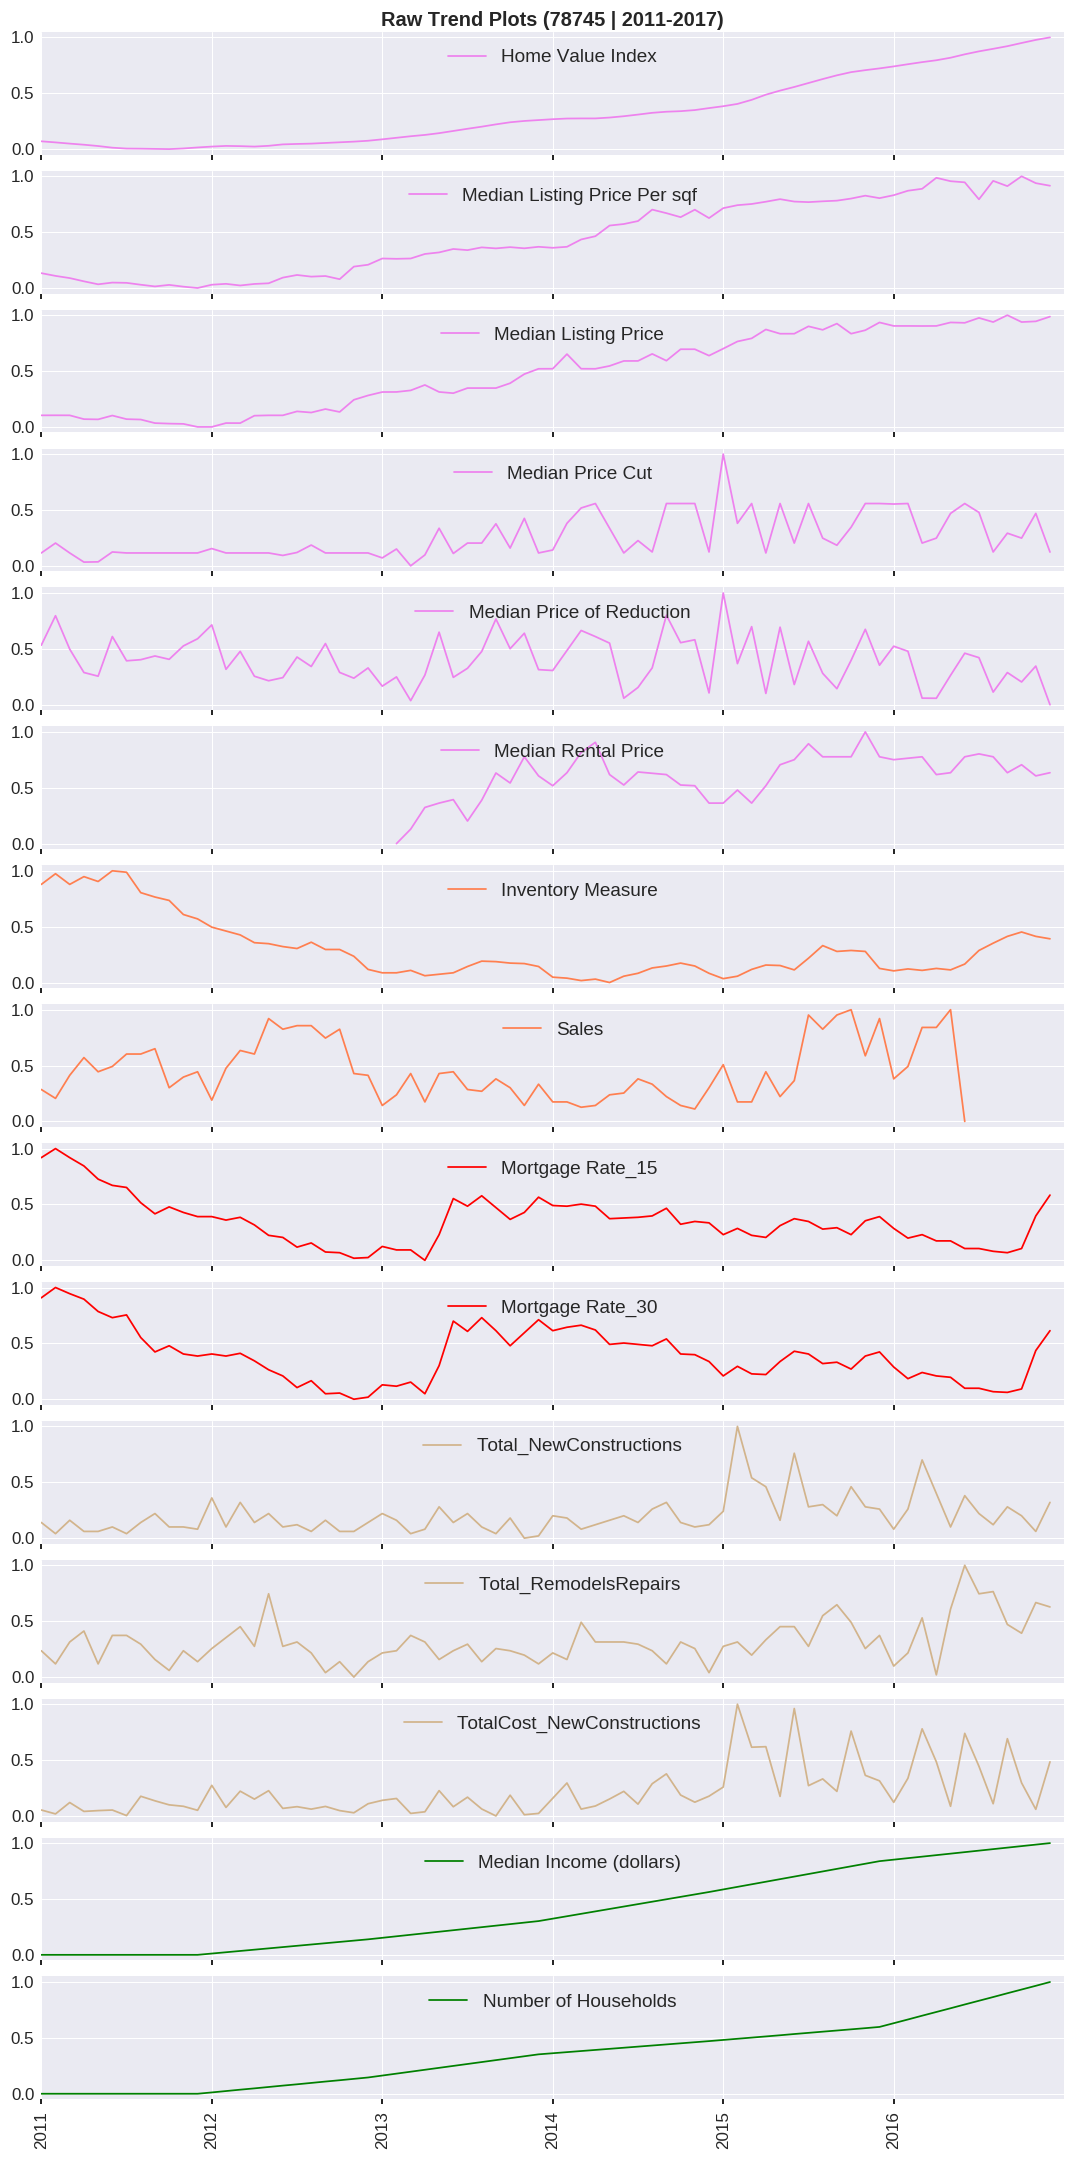 Raw Trend Plots (78745 | 2011-2017)
1.0
Home Value Index
0.5
0.0
1.0
Median Listing Price Per sqf
0.5
0.0
1.0
Median Listing Price
0.5
0.0
1.0
Median Price Cut
0.5
0.0
1.0
Median Price of Reduction
0.5
0.0
1.0
Median Rental Price
0.5
0.0
1.0
Inventory Measure
0.5
0.0
1.0
Sales
0.5
0.0
1.0
Mortgage Rate_15
0.5
0.0
1.0
Mortgage Rate_30
0.5
0.0
1.0
Total_NewConstructions
0.5
0.0
1.0
Total_RemodelsRepairs
0.5
0.0
1.0
TotalCost_NewConstructions
0.5
0.0
1.0
Median Income (dollars)
0.5
0.0
1.0
Number of Households
0.5
0.0
2011 2012 2013 2014 2015 2016